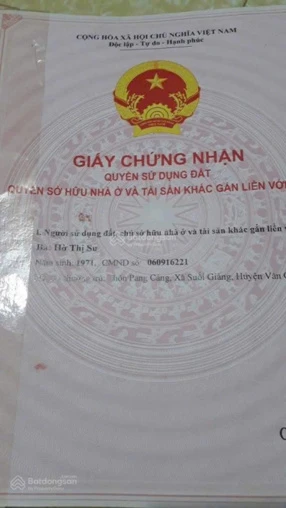 CỘNG HÒA XÃ HỘI CHỦ NGHĨA VIỆT NAM
Độc lập - Tự do - Hạnh phúc
GIẤY CHỨNG NHẬN
QUYỀN SỬ DỤNG ĐẤT
QUYỀN SỞ HỮU NHÀ Ở VÀ TÀI SẢN KHÁC GẮN LIỀN VỚI
I. Người sử dụng đất, chủ sở hữu nhà ở và tài sản khác gắn liền
Bà: Hờ Thị Sư
Năm sinh: 1971, CMND số: 060916221
Pang Cáng, Xã Suối Giàng, Huyện Văn
Batdongsan
Batdongsan